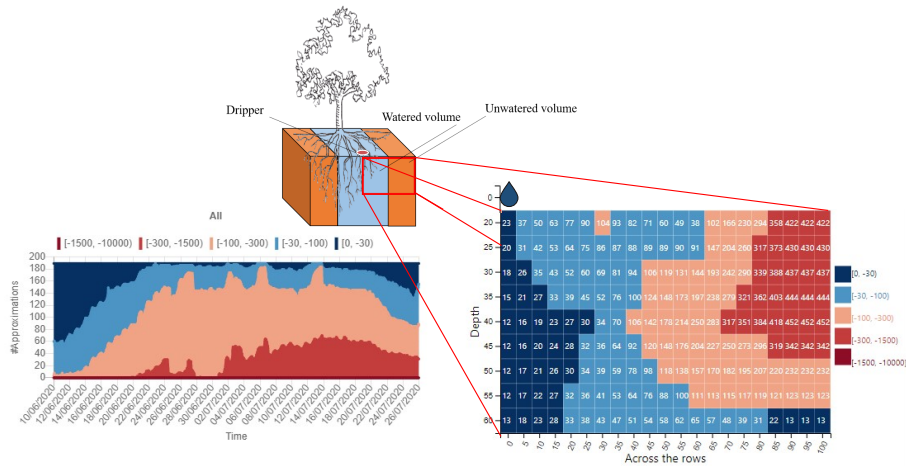 Dripper
Watered volume
Unwatered volume
All
[-1500, -10000) [-300, -1500) [-100, -300) [-30, -100) [0, -30)
#Approximations
200
180
160
140
120
100
80
60
40
20
0
10/06/2020 12/06/2020 14/06/2020 16/06/2020 18/06/2020 20/06/2020 22/06/2020 24/06/2020 26/06/2020 28/06/2020 30/06/2020 02/07/2020 04/07/2020 06/07/2020 08/07/2020 10/07/2020 12/07/2020 14/07/2020 16/07/2020 18/07/2020 20/07/2020 22/07/2020 24/07/2020 26/07/2020
Time
Depth
0
20 23 37 50 63 77 90 104 93 82 71 60 49 38 102 166 230 294 358 422 422 422
25 20 31 42 53 64 75 86 87 88 89 89 90 91 147 204 260 317 373 430 430 430
30 18 26 35 43 52 60 69 81 94 106 119 131 144 193 242 290 339 388 437 437 437
35 15 21 27 33 39 45 52 76 100 124 148 173 197 238 279 321 362 403 444 444 444
40 12 16 19 23 27 30 34 70 106 142 178 214 250 283 317 351 384 418 452 452 452
45 12 16 20 24 28 32 36 64 92 120 148 176 204 227 250 273 296 319 342 342 342
50 12 17 21 26 30 34 39 59 78 98 118 138 157 170 182 195 207 220 232 232 232
55 12 17 22 27 32 36 41 53 64 76 88 100 111 113 115 117 119 121 123 123 123
60 13 18 23 28 33 38 43 47 51 54 58 62 65 57 48 39 31 22 13 13 13
0 5 10 15 20 25 30 35 40 45 50 55 60 65 70 75 80 85 90 95 100
Across the rows
[0, -30)
[-30, -100)
[-100, -300)
[-300, -1500)
[-1500, -10000)